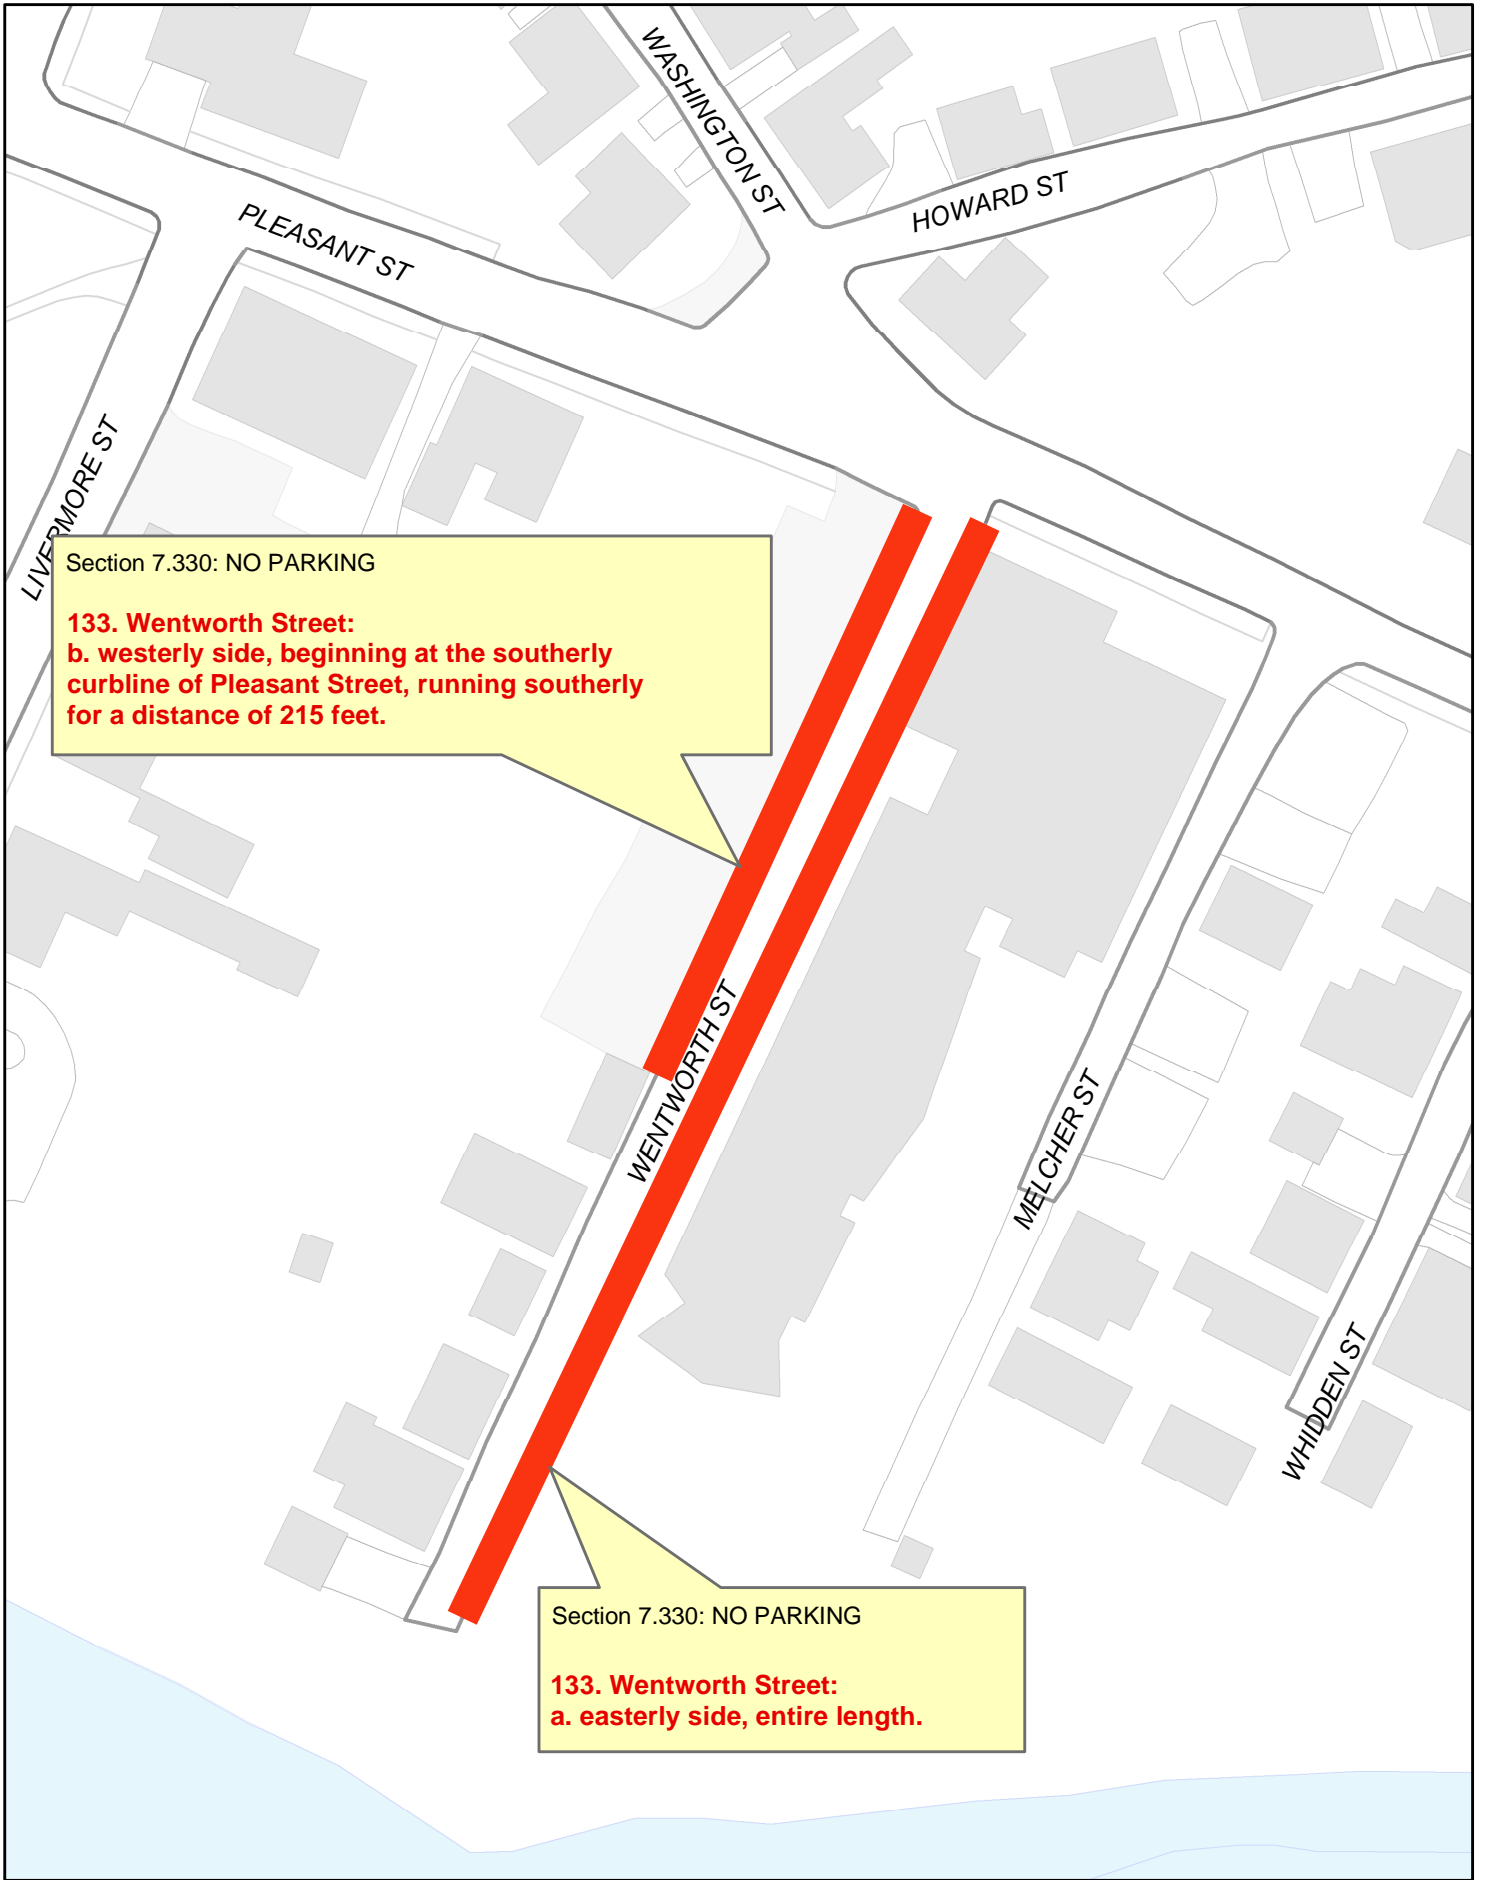 WASHINGTON ST
HOWARD ST
PLEASANT ST
LIVERMORE ST
Section 7.330: NO PARKING
133. Wentworth Street:
b. westerly side, beginning at the southerly
curbline of Pleasant Street, running southerly
for a distance of 215 feet.
WENTWORTH ST
MELCHER ST
WHIDDEN ST
Section 7.330: NO PARKING
133. Wentworth Street:
a. easterly side, entire length.